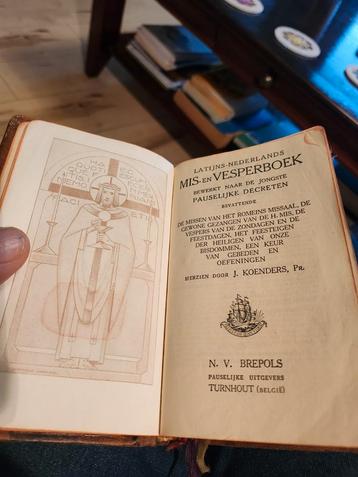 LATIJNS-NEDERLANDS
MIS- EN VESPERBOEK
BEWERKT NAAR DE JONGSTE
PAUSELIJKE DECRETEN
BEVATTENDE
DE MISSEN VAN HET ROMEINS MISSAAL, DE
GEWONE GEZANGEN VAN DE H. MIS, DE
VESPERS VAN DE ZONDAGEN EN DE
FEESTDAGEN, HET FEESTEIGEN
DER HEILIGEN VAN ONZE
BISDOMMEN, EEN KEUR
VAN GEBEDEN EN
OEFENINGEN
HERZIEN DOOR J. KOENDERS, Pr.
N. V. BREPOLS
PAUSELIJKE UITGEVERS
TURNHOUT (BELGIË)